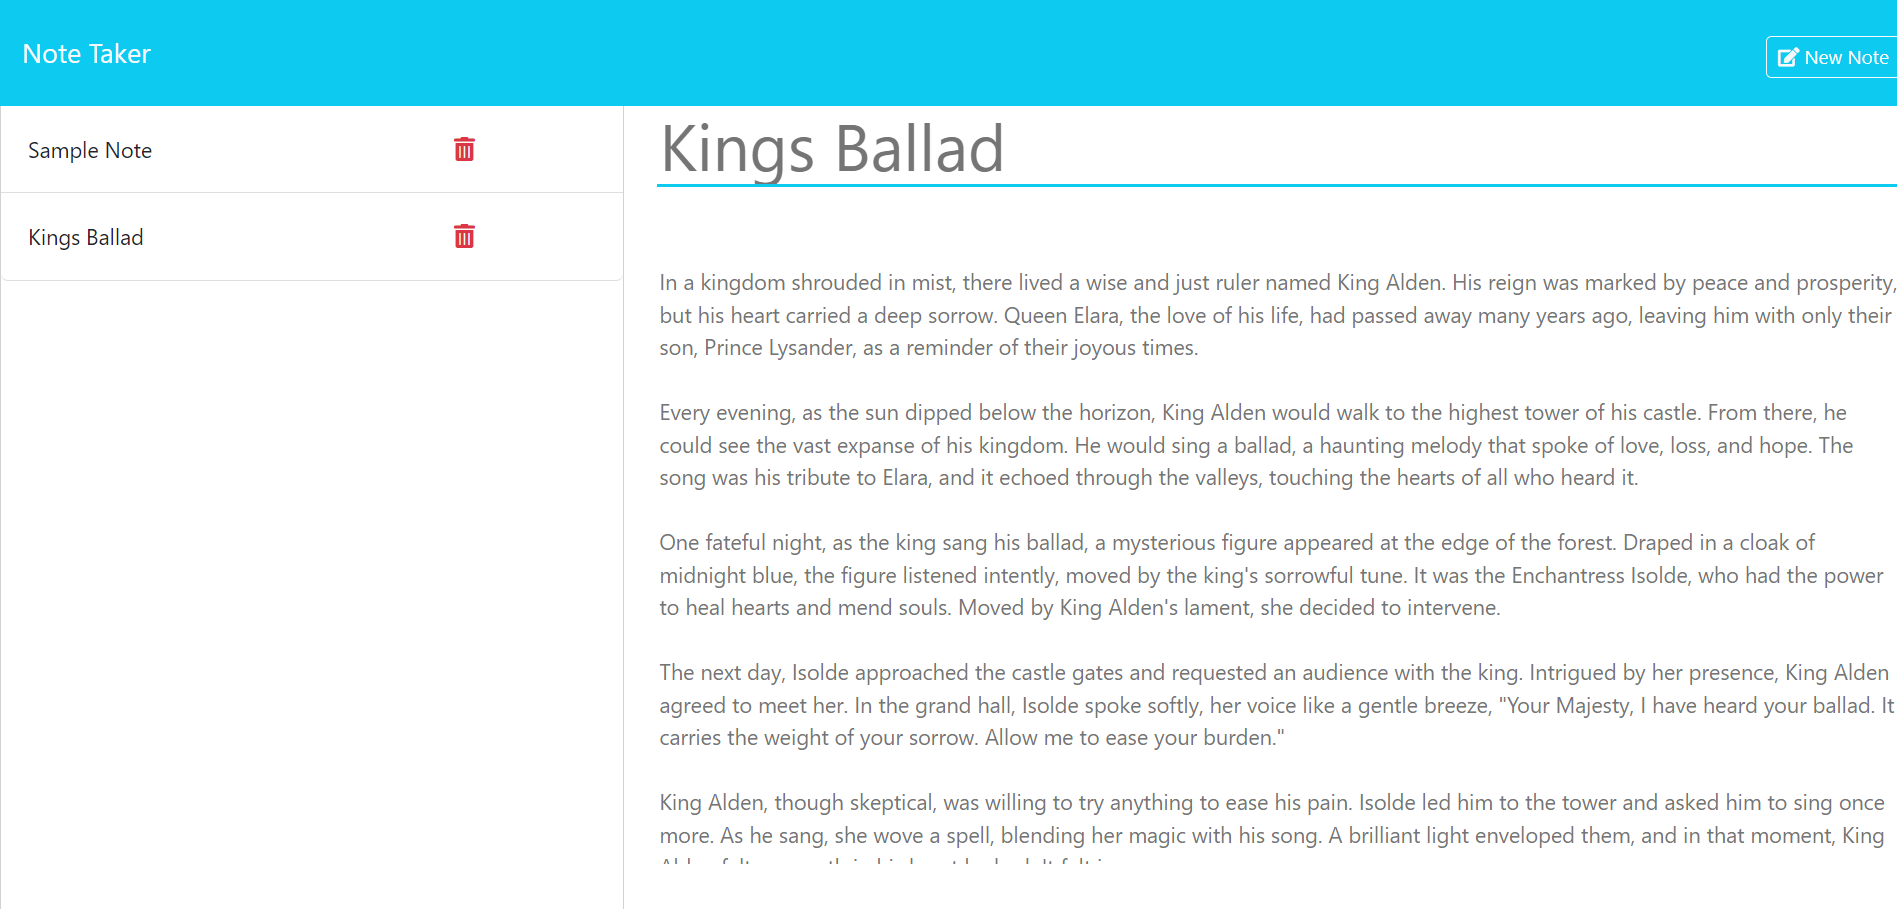 Note Taker
New Note
Sample Note
Kings Ballad
Kings Ballad
In a kingdom shrouded in mist, there lived a wise and just ruler named King Alden. His reign was marked by peace and prosperity,
but his heart carried a deep sorrow. Queen Elara, the love of his life, had passed away many years ago, leaving him with only their
son, Prince Lysander, as a reminder of their joyous times.
Every evening, as the sun dipped below the horizon, King Alden would walk to the highest tower of his castle. From there, he
could see the vast expanse of his kingdom. He would sing a ballad, a haunting melody that spoke of love, loss, and hope. The
song was his tribute to Elara, and it echoed through the valleys, touching the hearts of all who heard it.
One fateful night, as the king sang his ballad, a mysterious figure appeared at the edge of the forest. Draped in a cloak of
midnight blue, the figure listened intently, moved by the king's sorrowful tune. It was the Enchantress Isolde, who had the power
to heal hearts and mend souls. Moved by King Alden's lament, she decided to intervene.
The next day, Isolde approached the castle gates and requested an audience with the king. Intrigued by her presence, King Alden
agreed to meet her. In the grand hall, Isolde spoke softly, her voice like a gentle breeze, "Your Majesty, I have heard your ballad. It
carries the weight of your sorrow. Allow me to ease your burden."
King Alden, though skeptical, was willing to try anything to ease his pain. Isolde led him to the tower and asked him to sing once
more. As he sang, she wove a spell, blending her magic with his song. A brilliant light enveloped them, and in that moment, King